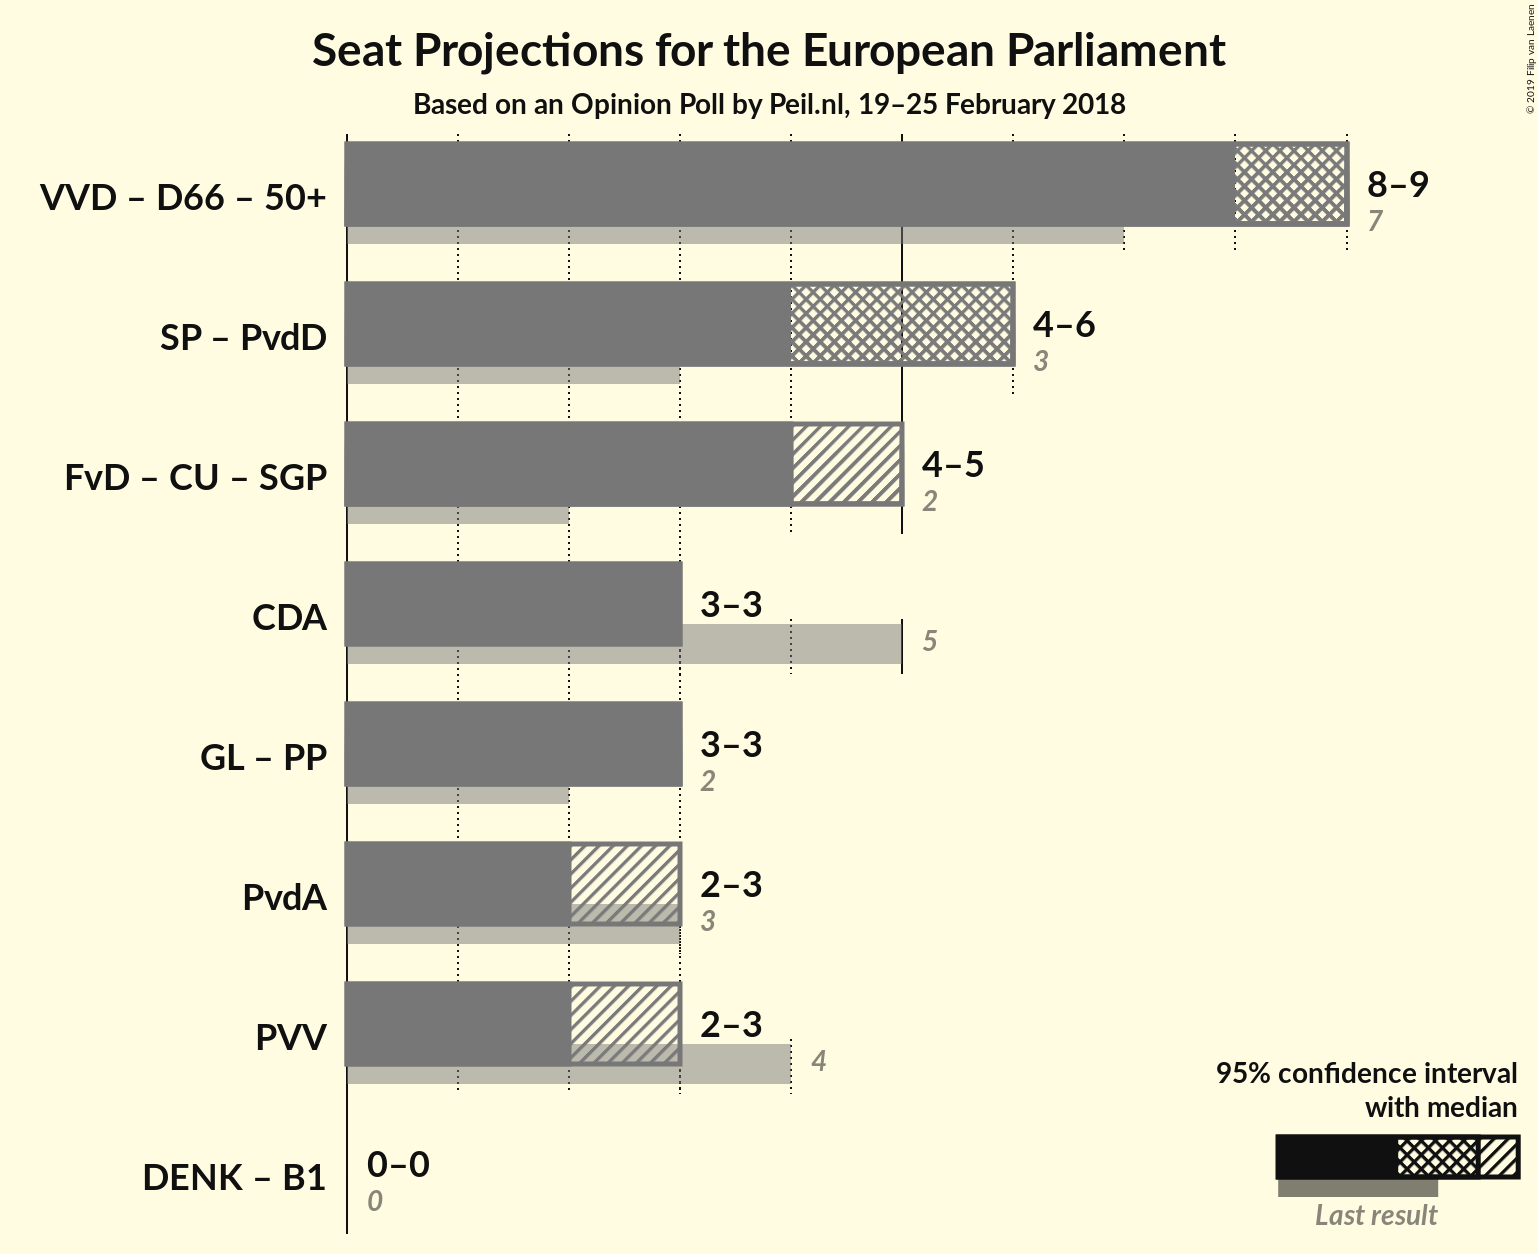 Seat Projections for the European Parliament
Based on an Opinion Poll by Peil.nl, 19–25 February 2018
© 2019 Filip van Laenen
VVD – D66 – 50+
8–9
7
SP – PvdD
4–6
3
FvD – CU – SGP
4–5
2
CDA
3–3
5
GL – PP
3–3
2
PvdA
2–3
3
PVV
2–3
4
DENK – B1
0–0
0
95% confidence interval
with median
Last result